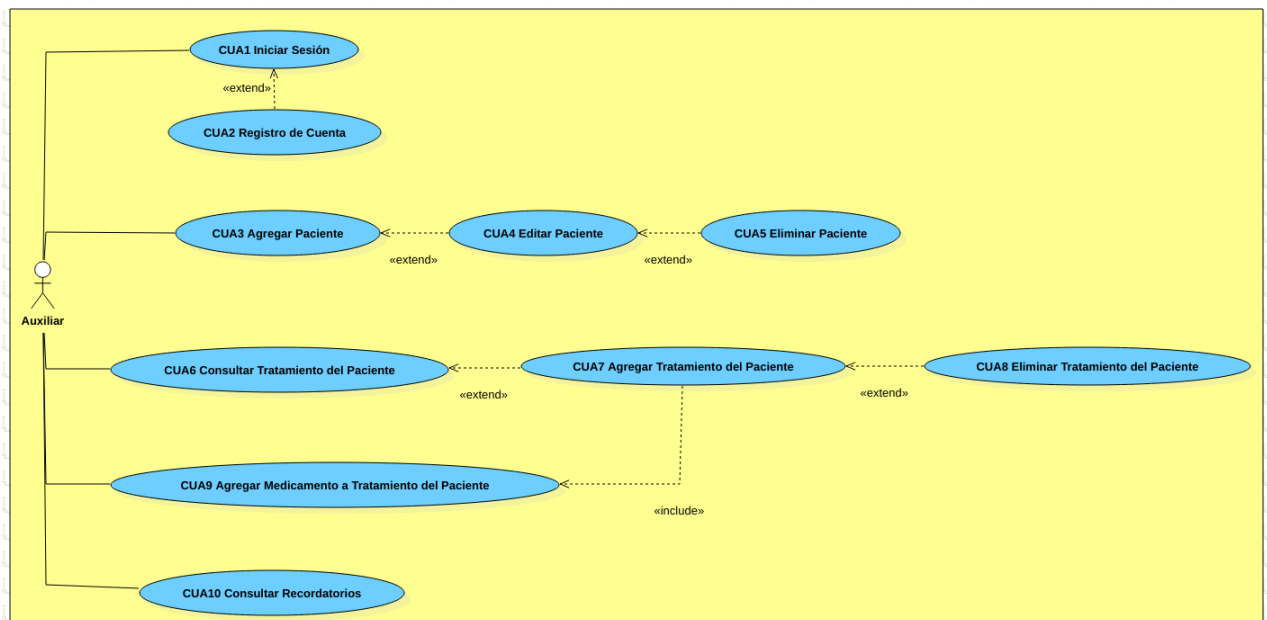 CUA1 Iniciar Sesión
«extend»
CUA2 Registro de Cuenta
CUA3 Agregar Paciente
CUA4 Editar Paciente
CUA5 Eliminar Paciente
«extend»
«extend»
Auxiliar
CUA6 Consultar Tratamiento del Paciente
CUA7 Agregar Tratamiento del Paciente
CUA8 Eliminar Tratamiento del Paciente
«extend»
«extend»
CUA9 Agregar Medicamento a Tratamiento del Paciente
«include»
CUA10 Consultar Recordatorios